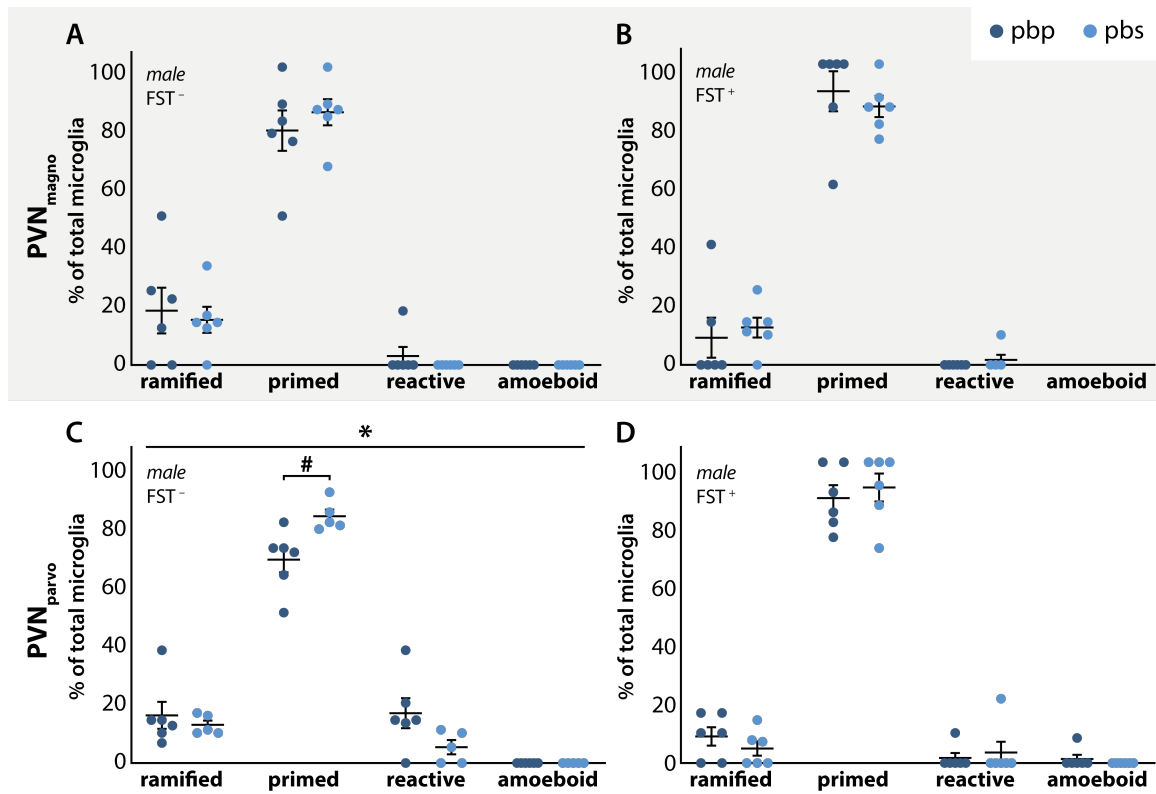 pbp pbs
A
male
FST –
PVNmagno
% of total microglia
100
80
60
40
20
0
ramified primed reactive amoeboid
B
male
FST +
% of total microglia
100
80
60
40
20
0
ramified primed reactive amoeboid
C
*
#
male
FST –
PVNparvo
% of total microglia
100
80
60
40
20
0
ramified primed reactive amoeboid
D
male
FST +
% of total microglia
100
80
60
40
20
0
ramified primed reactive amoeboid